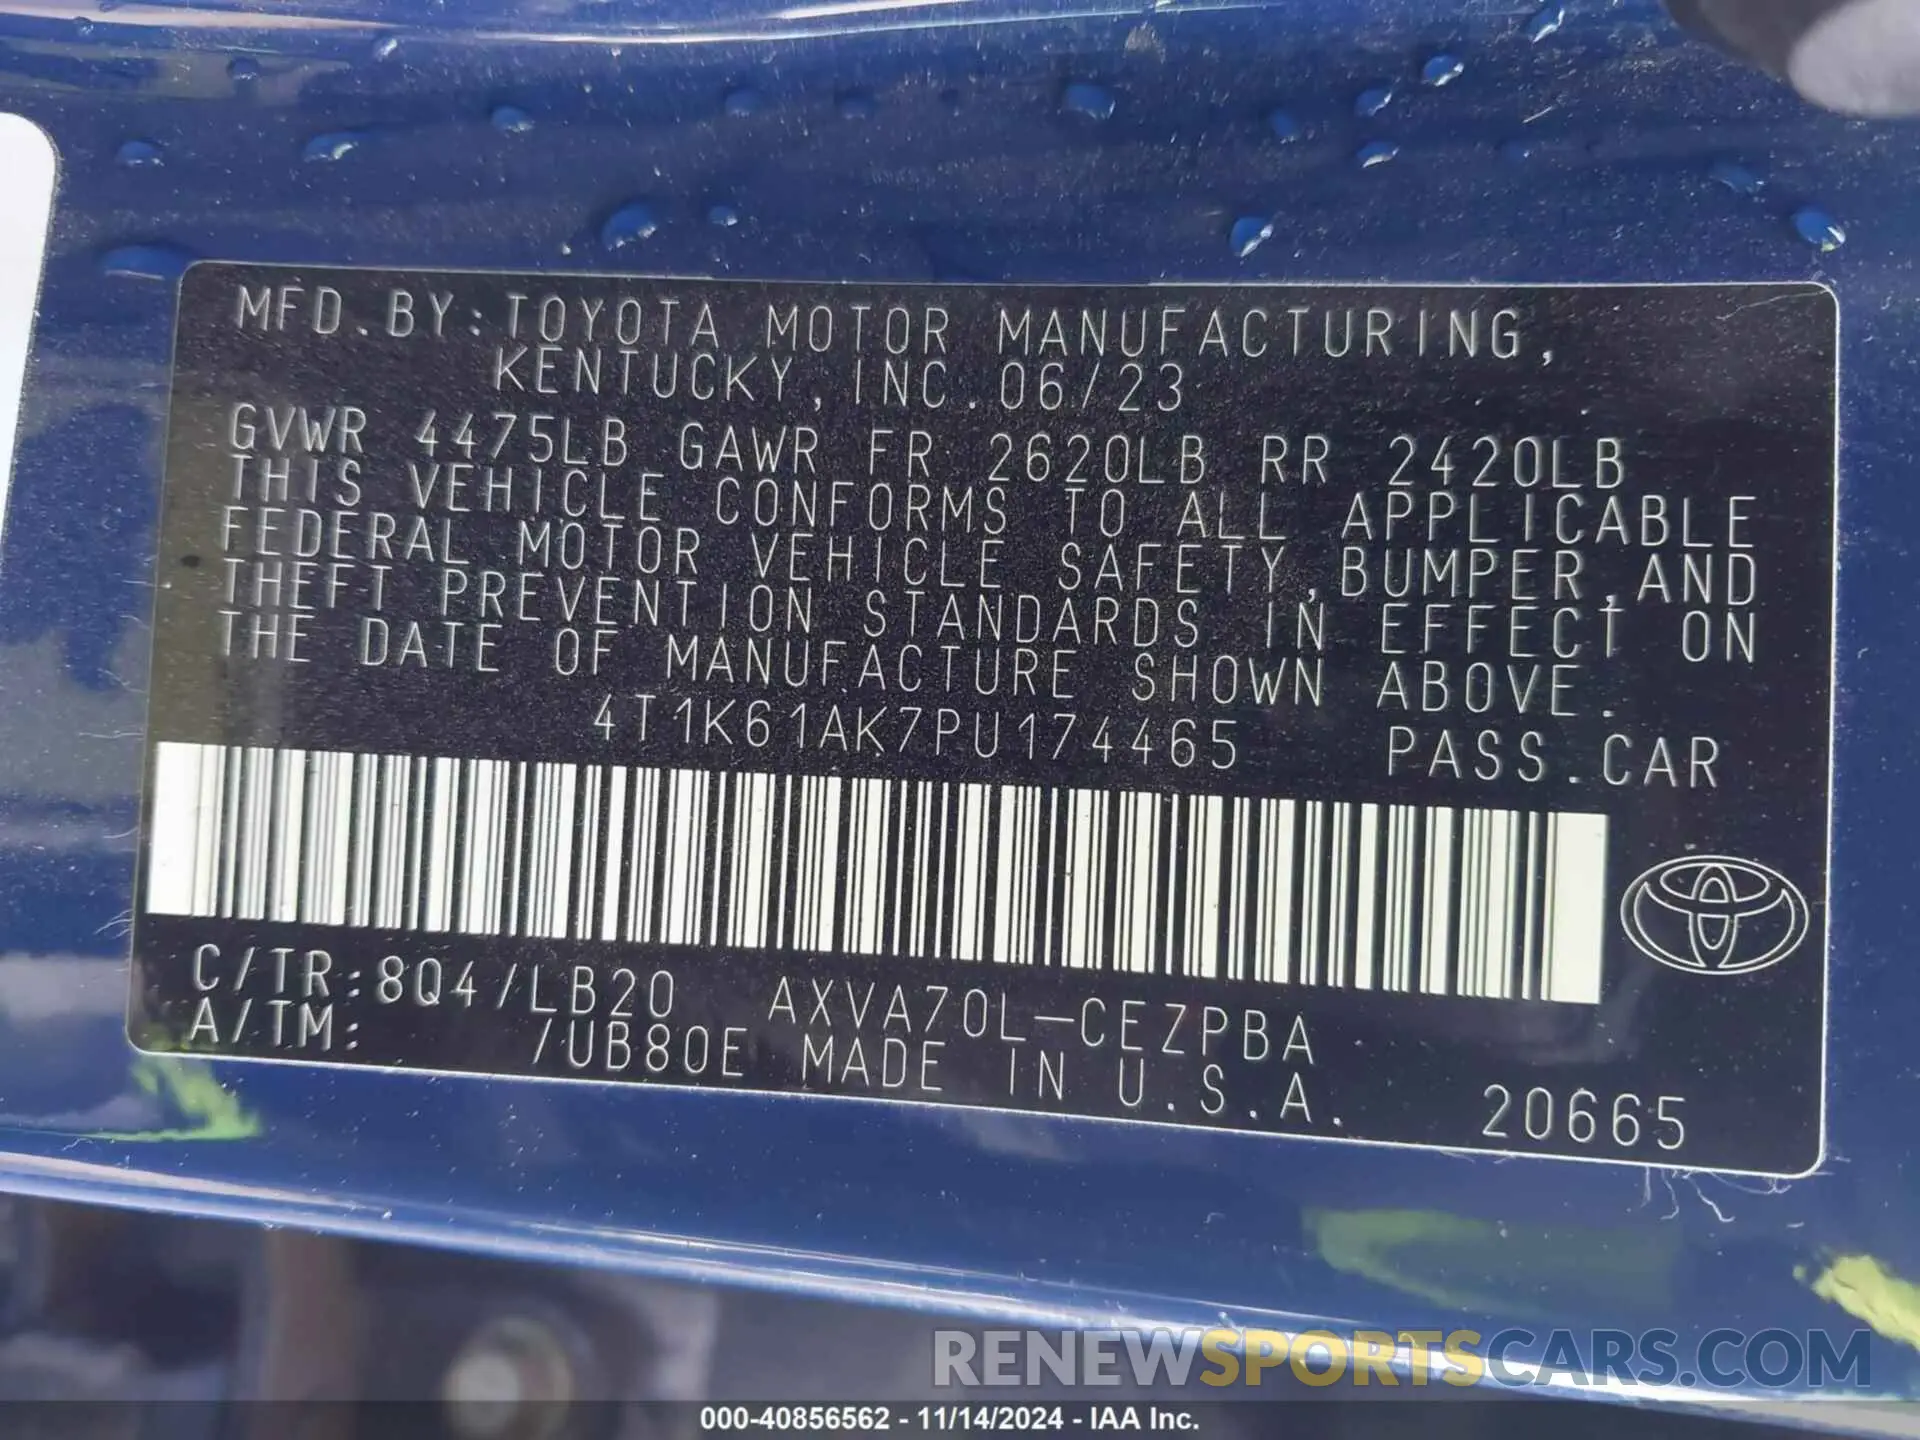 MFD.BY:TOYOTA MOTOR MANUFACTURING,
KENTUCKY, INC. 06/23
GVWR 4475LB GAWR FR 2620LB RR 2420LB
THIS VEHICLE CONFORMS TO ALL APPLICABLE
FEDERAL MOTOR VEHICLE SAFETY, BUMPER, AND
THEFT PREVENTION STANDARDS IN EFFECT ON
THE DATE OF MANUFACTURE SHOWN ABOVE.
4T1K61AK7PU174465 PASS.CAR
C/TR:8Q4/LB20 AXVA70L-CEZPBA
A/TM: /UB80E MADE IN U.S.A. 20665
RENEWSPORTSCARS.COM
000-40856562 - 11/14/2024 - IAA Inc.